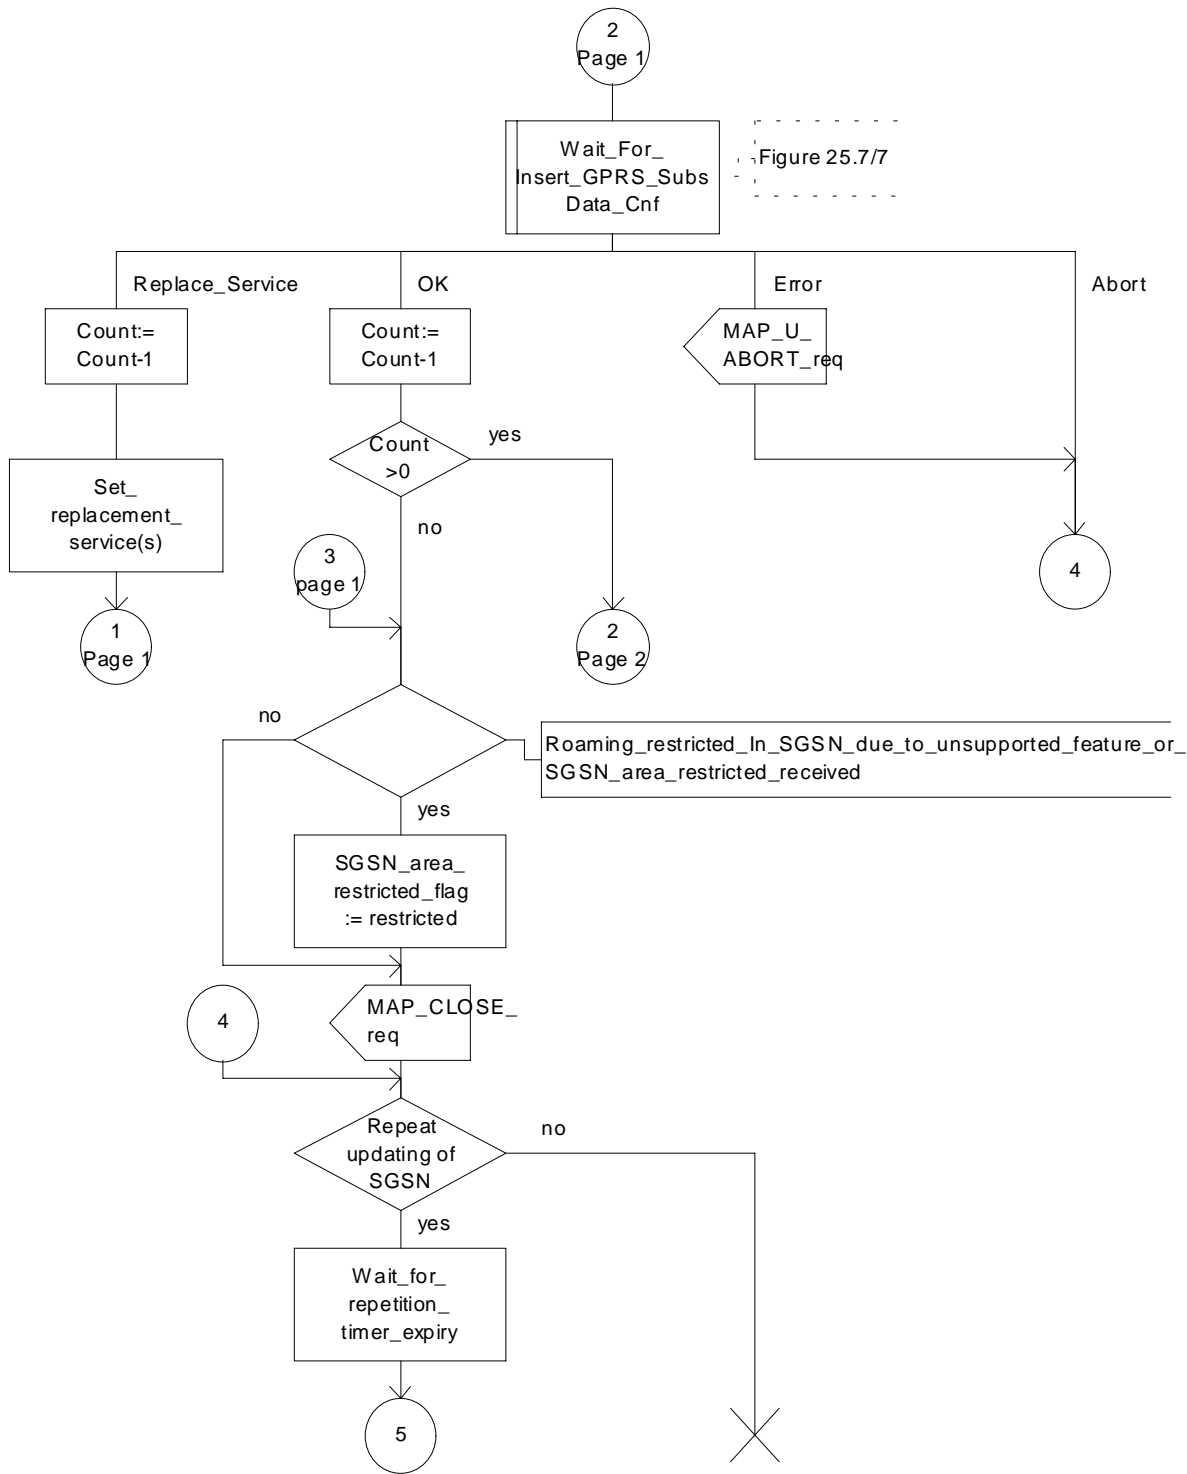 2
Page 1
Wait_For_
Insert_GPRS_Subs
Data_Cnf
Figure 25.7/7
Replace_Service
OK
Error
Abort
Count:=
Count-1
Count:=
Count-1
MAP_U_
ABORT_req
Count
>0
yes
Set_
replacement_
service(s)
no
3
page 1
4
1
Page 1
2
Page 2
no
Roaming_restricted_In_SGSN_due_to_unsupported_feature_or_
SGSN_area_restricted_received
yes
SGSN_area_
restricted_flag
:= restricted
4
MAP_CLOSE_
req
Repeat
updating of
SGSN
no
yes
Wait_for_
repetition_
timer_expiry
5